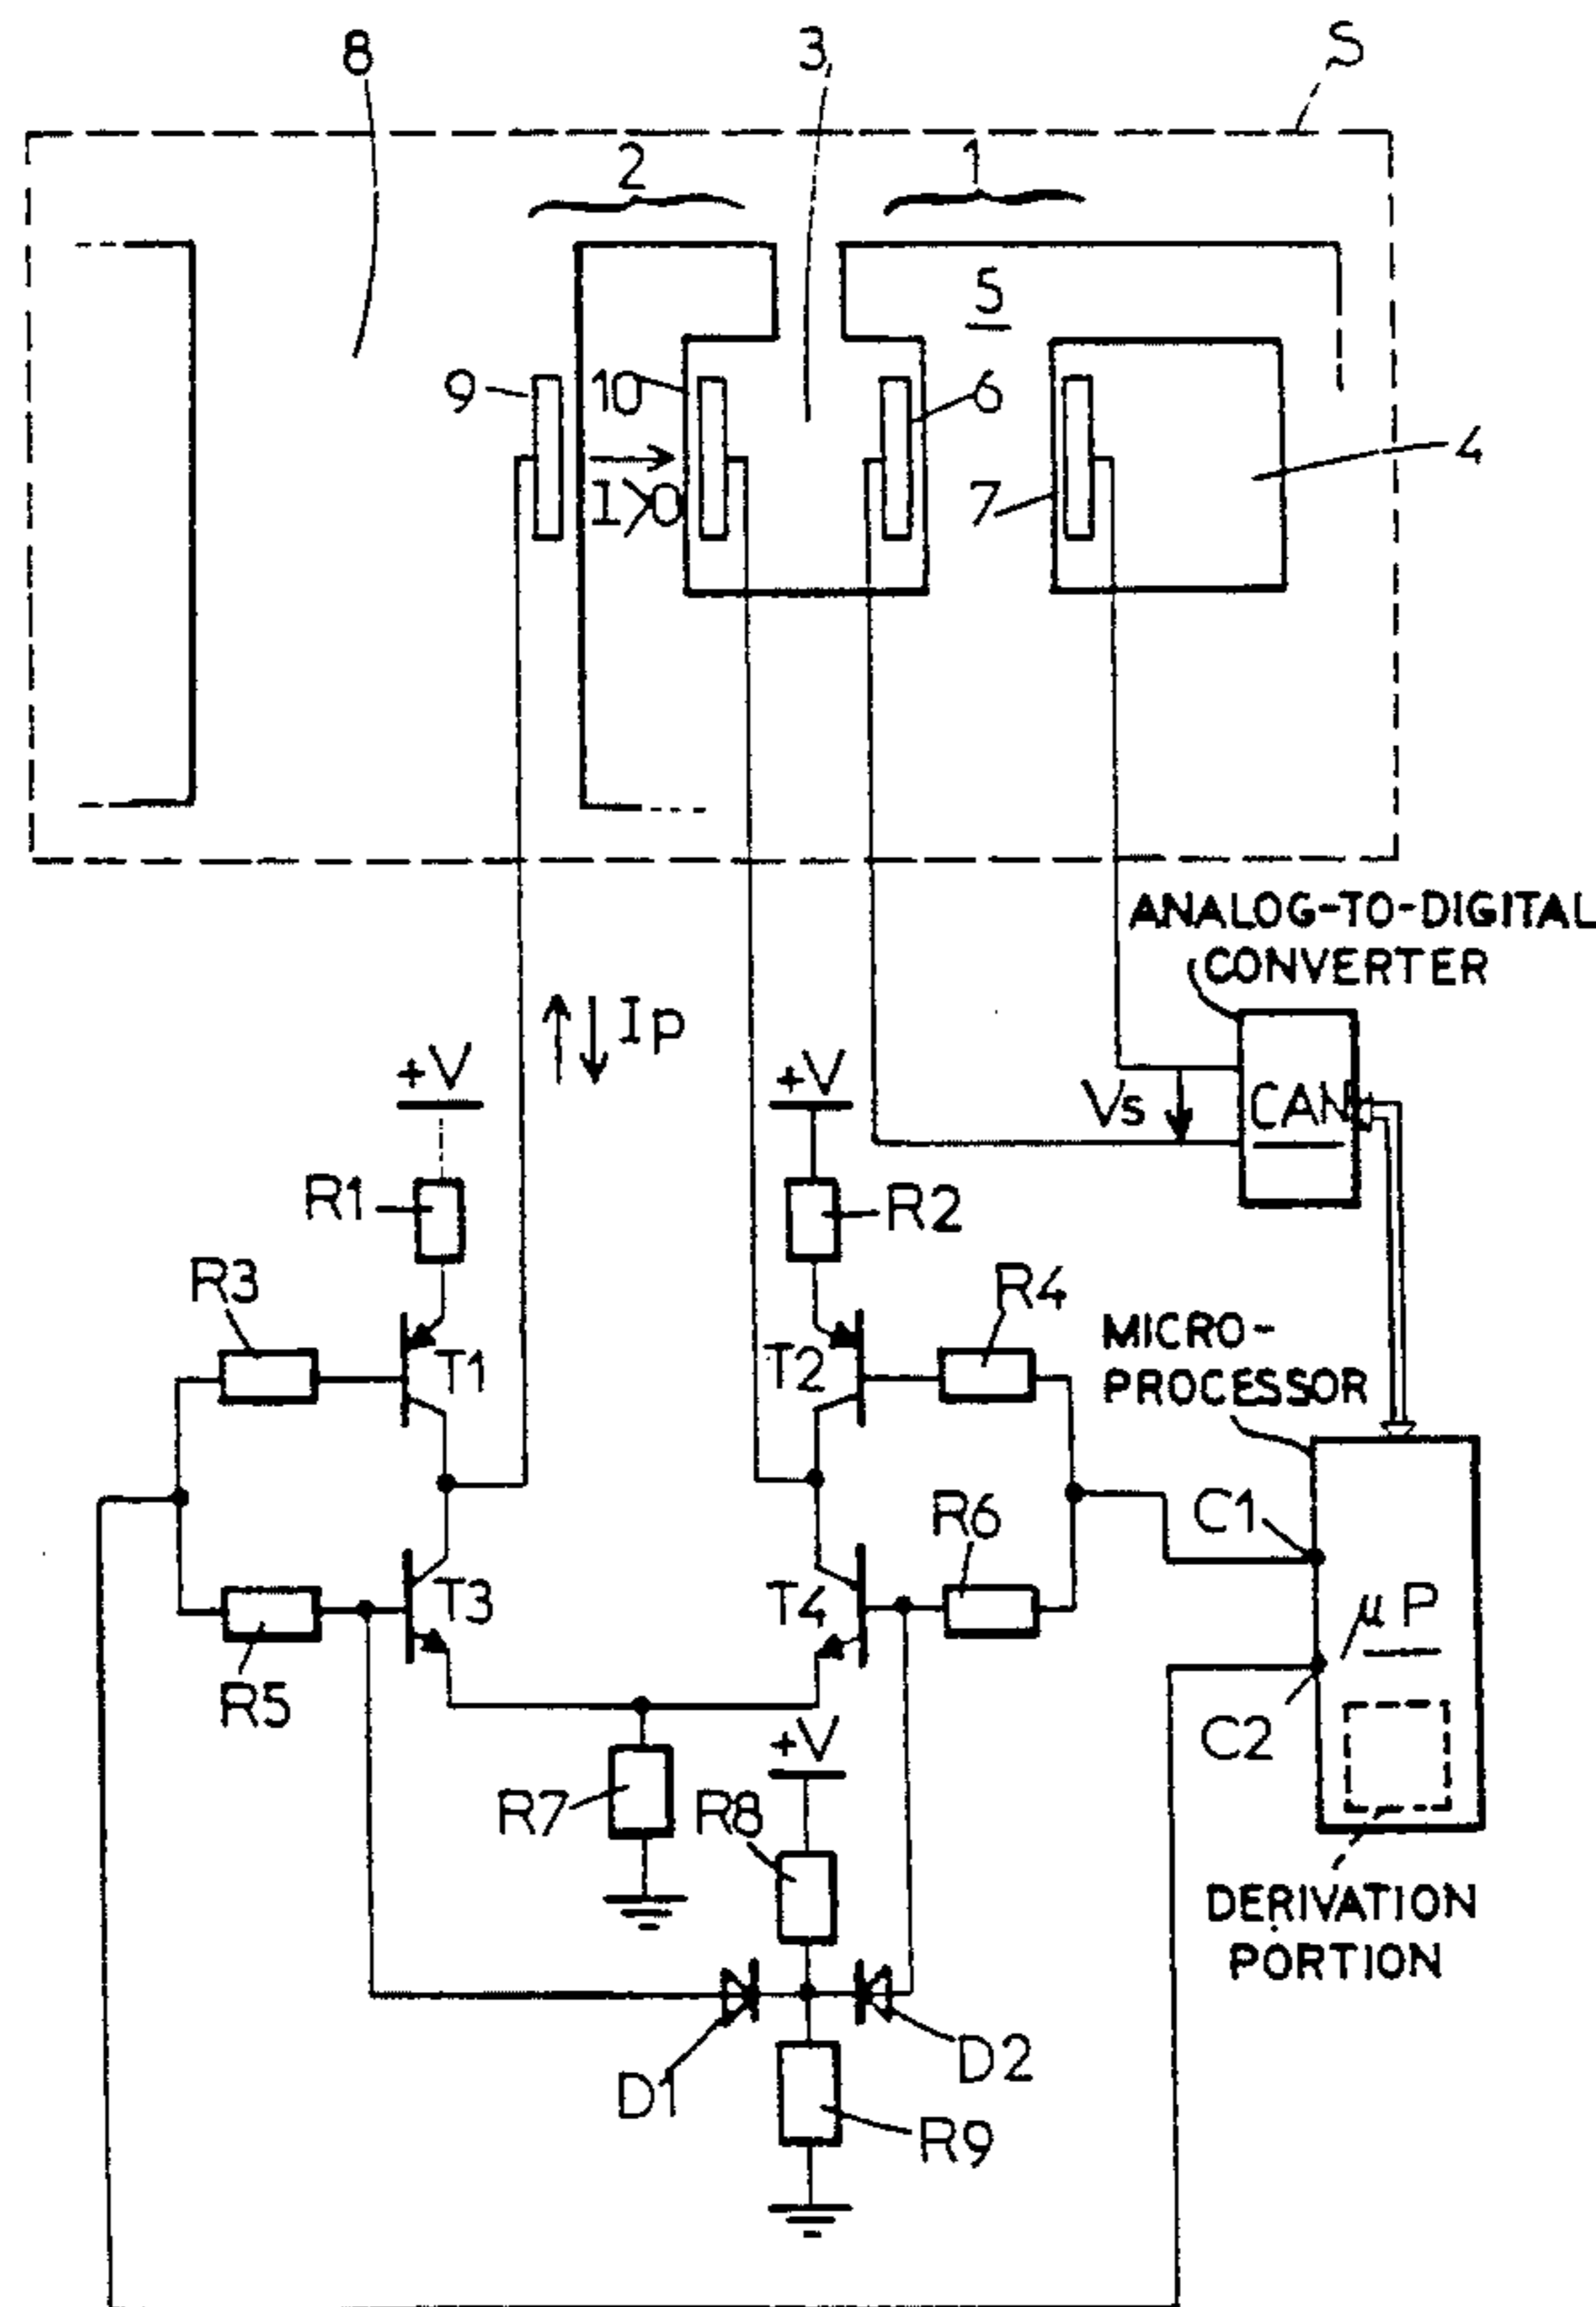 8
3
S
2
1
5
9
10
6
4
I>0
7
ANALOG-TO-DIGITAL
CONVERTER
Ip
+V
+V
Vs
CAN
R1
R2
R3
R4
T1
T2
MICRO-
PROCESSOR
C1
R6
T3
T4
µP
R5
C2
+V
R7
R8
DERIVATION
PORTION
D1
D2
R9